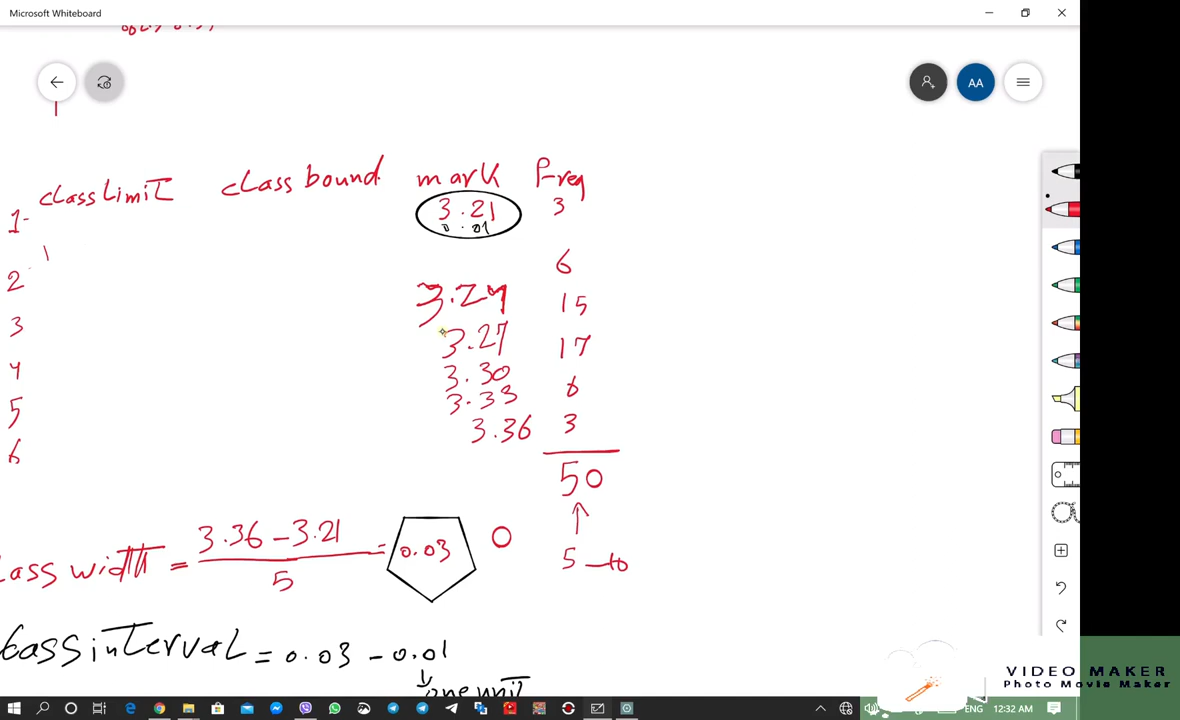 Microsoft Whiteboard
AA
class Limit class bound mark Freq
1- 3.21 3
0.01
2 6
3.24 15
3 3.27 17
4 3.30 6
5 3.33 3
6 3.36
50
5 to
class width = 3.36 - 3.21 = 0.03 0
5
class interval = 0.03 - 0.01
one unit
VIDEO MAKER
Photo Movie Maker
ENG 12:32 AM